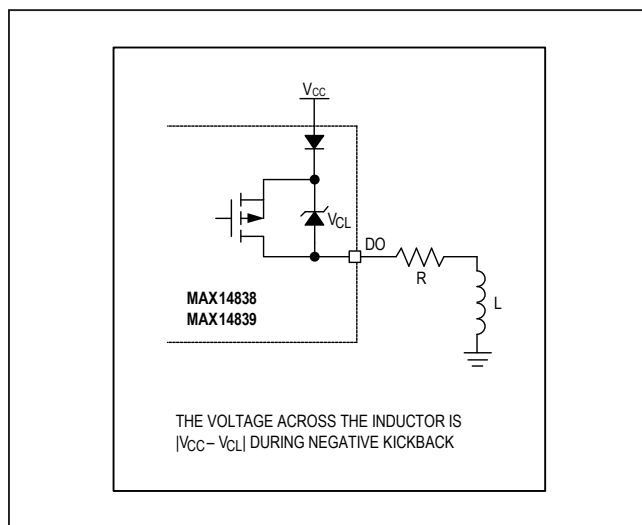 VCC
VCL
DO
R
L
MAX14838
MAX14839
THE VOLTAGE ACROSS THE INDUCTOR IS
|VCC – VCL| DURING NEGATIVE KICKBACK